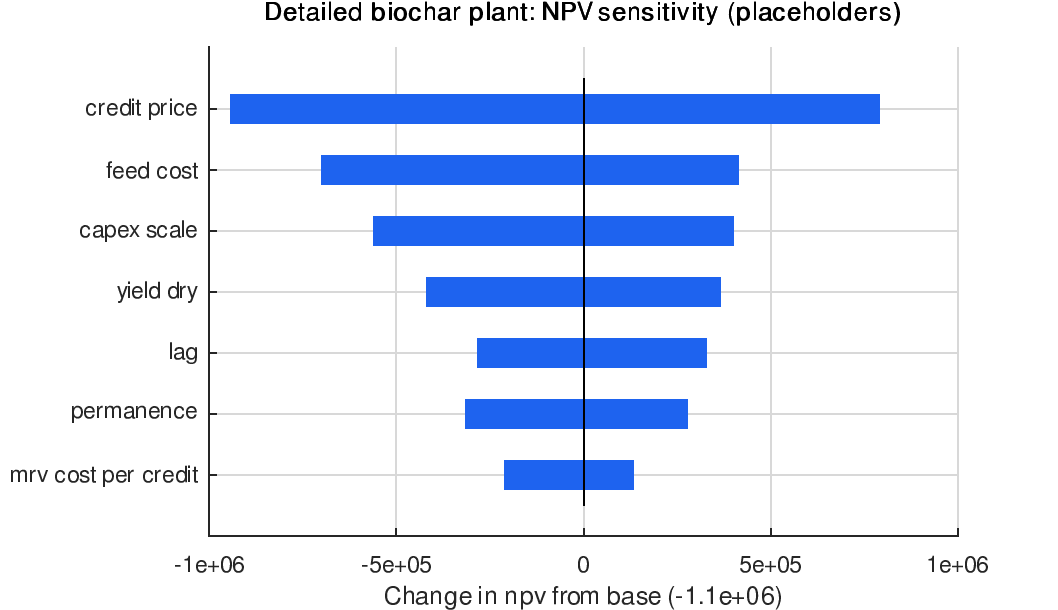 Detailed biochar plant: NPV sensitivity (placeholders)
credit price
feed cost
capex scale
yield dry
lag
permanence
mrv cost per credit
-1e+06 -5e+05 0 5e+05 1e+06
Change in npv from base (-1.1e+06)